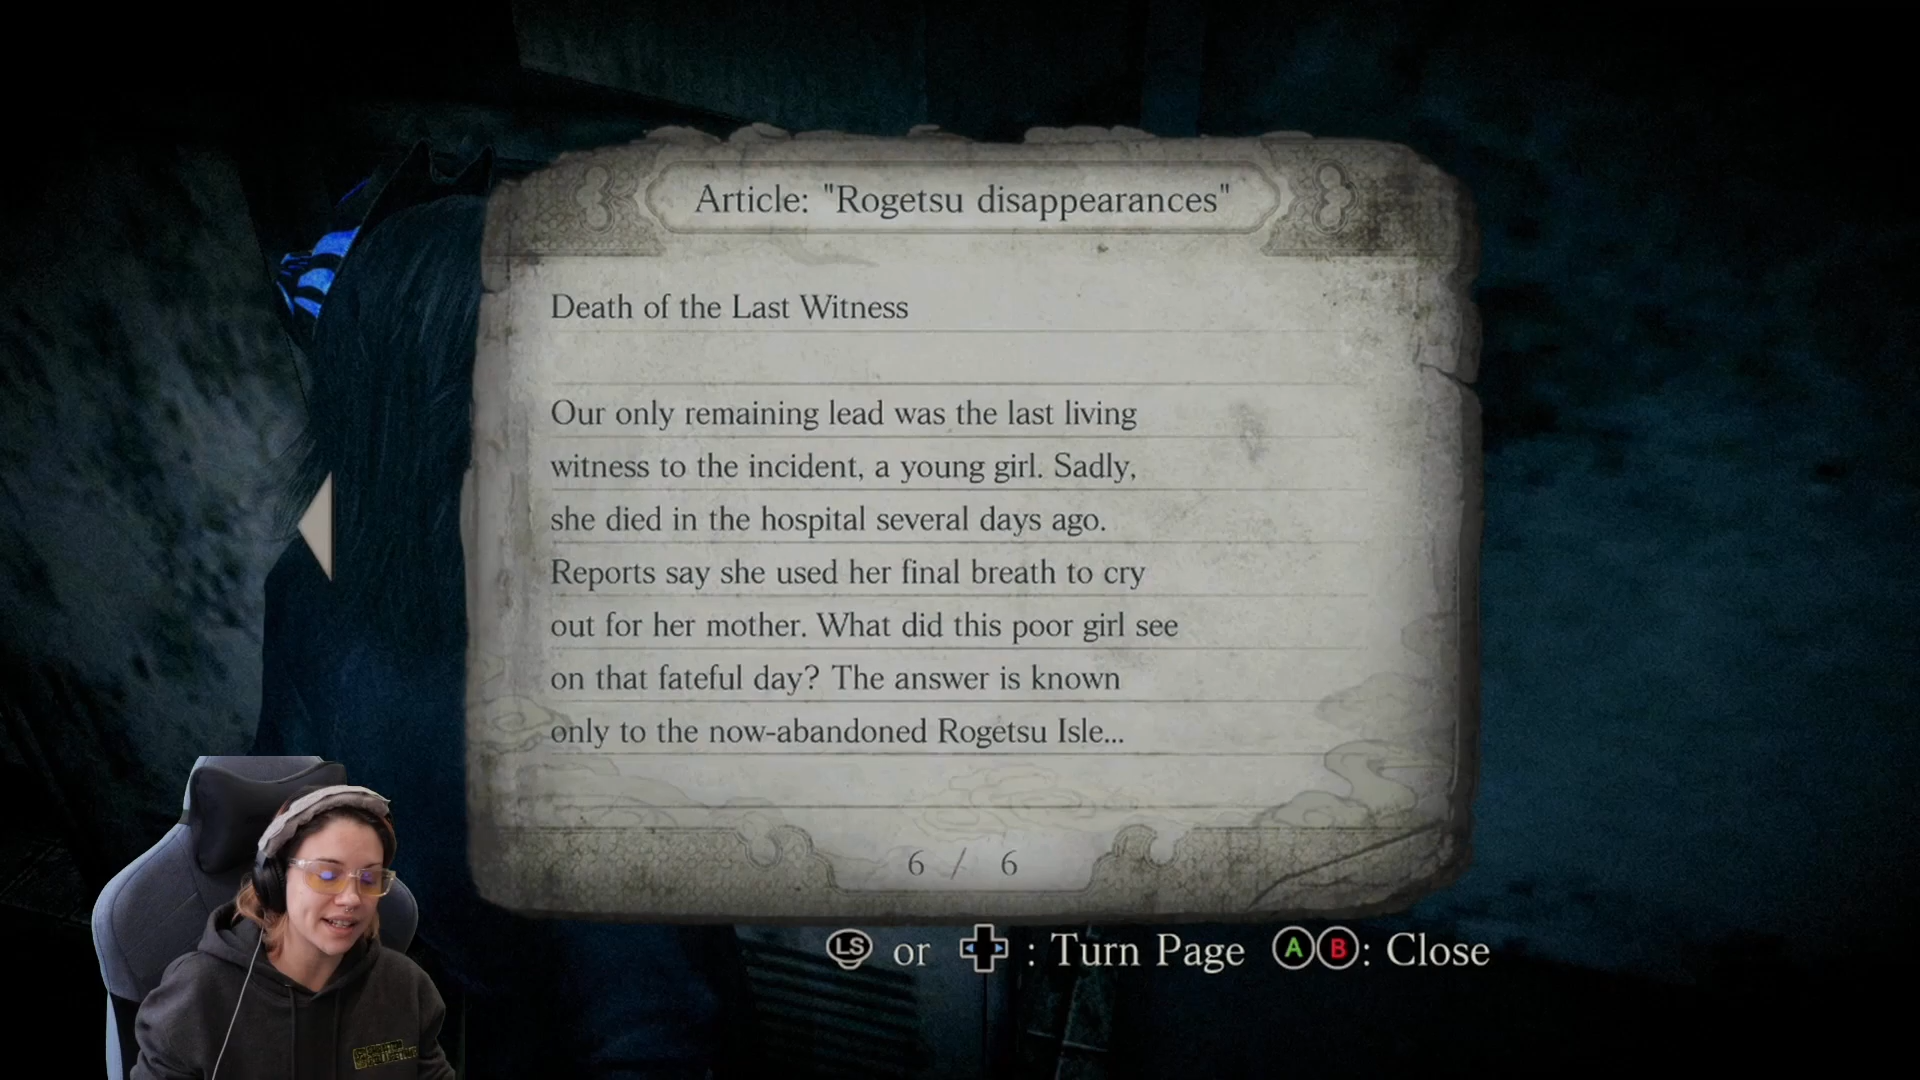 Article: "Rogetsu disappearances"
Death of the Last Witness
Our only remaining lead was the last living
witness to the incident, a young girl. Sadly,
she died in the hospital several days ago.
Reports say she used her final breath to cry
out for her mother. What did this poor girl see
on that fateful day? The answer is known
only to the now-abandoned Rogetsu Isle...
6 / 6
LS or : Turn Page A B : Close